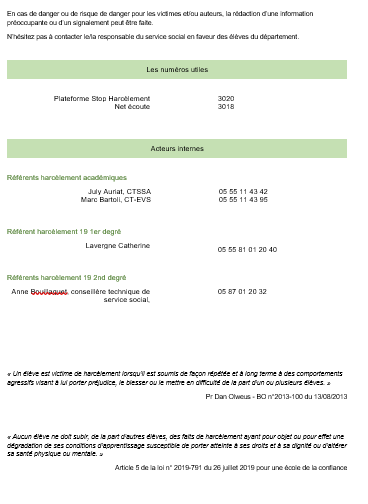 En cas de danger ou de risque de danger pour les victimes et/ou auteurs, la rédaction d'une information
préoccupante ou d'un signalement peut être faite.
N'hésitez pas à contacter le/la responsable du service social en faveur des élèves du département.
Les numéros utiles
Plateforme Stop Harcèlement 3020
Net écoute 3018
Acteurs internes
Référents harcèlement académiques
July Auriat, CTSSA 05 55 11 43 42
Marc Bartoli, CT-EVS 05 55 11 43 95
Référent harcèlement 19 1er degré
Lavergne Catherine 05 55 81 01 20 40
Référents harcèlement 19 2nd degré
Anne Bouillaguet, conseillère technique de 05 87 01 20 32
service social,
« Un élève est victime de harcèlement lorsqu'il est soumis de façon répétée et à long terme à des comportements
agressifs visant à lui porter préjudice, le blesser ou le mettre en difficulté de la part d'un ou plusieurs élèves. »
Pr Dan Olweus - BO n°2013-100 du 13/08/2013
« Aucun élève ne doit subir, de la part d'autres élèves, des faits de harcèlement ayant pour objet ou pour effet une
dégradation de ses conditions d'apprentissage susceptible de porter atteinte à ses droits et à sa dignité ou d'altérer
sa santé physique ou mentale. »
Article 5 de la loi n° 2019-791 du 26 juillet 2019 pour une école de la confiance